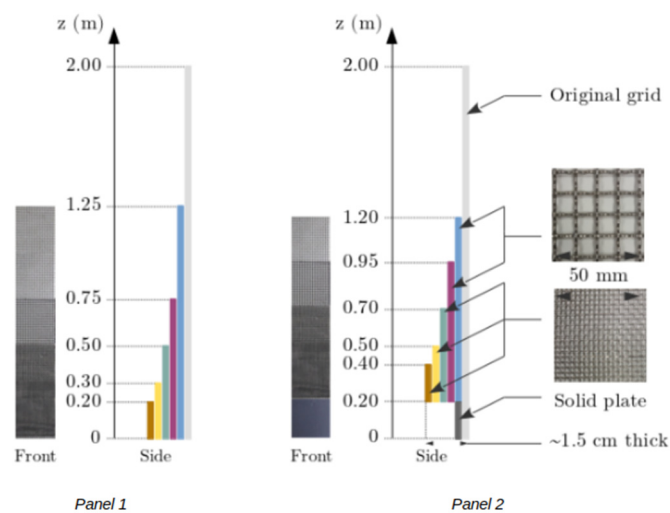 z (m)
2.00
1.25
0.75
0.50
0.30
0.20
0
Front
Side
Panel 1
z (m)
2.00
1.20
0.95
0.70
0.50
0.40
0.20
0
Front
Side
Original grid
50 mm
Solid plate
~1.5 cm thick
Panel 2